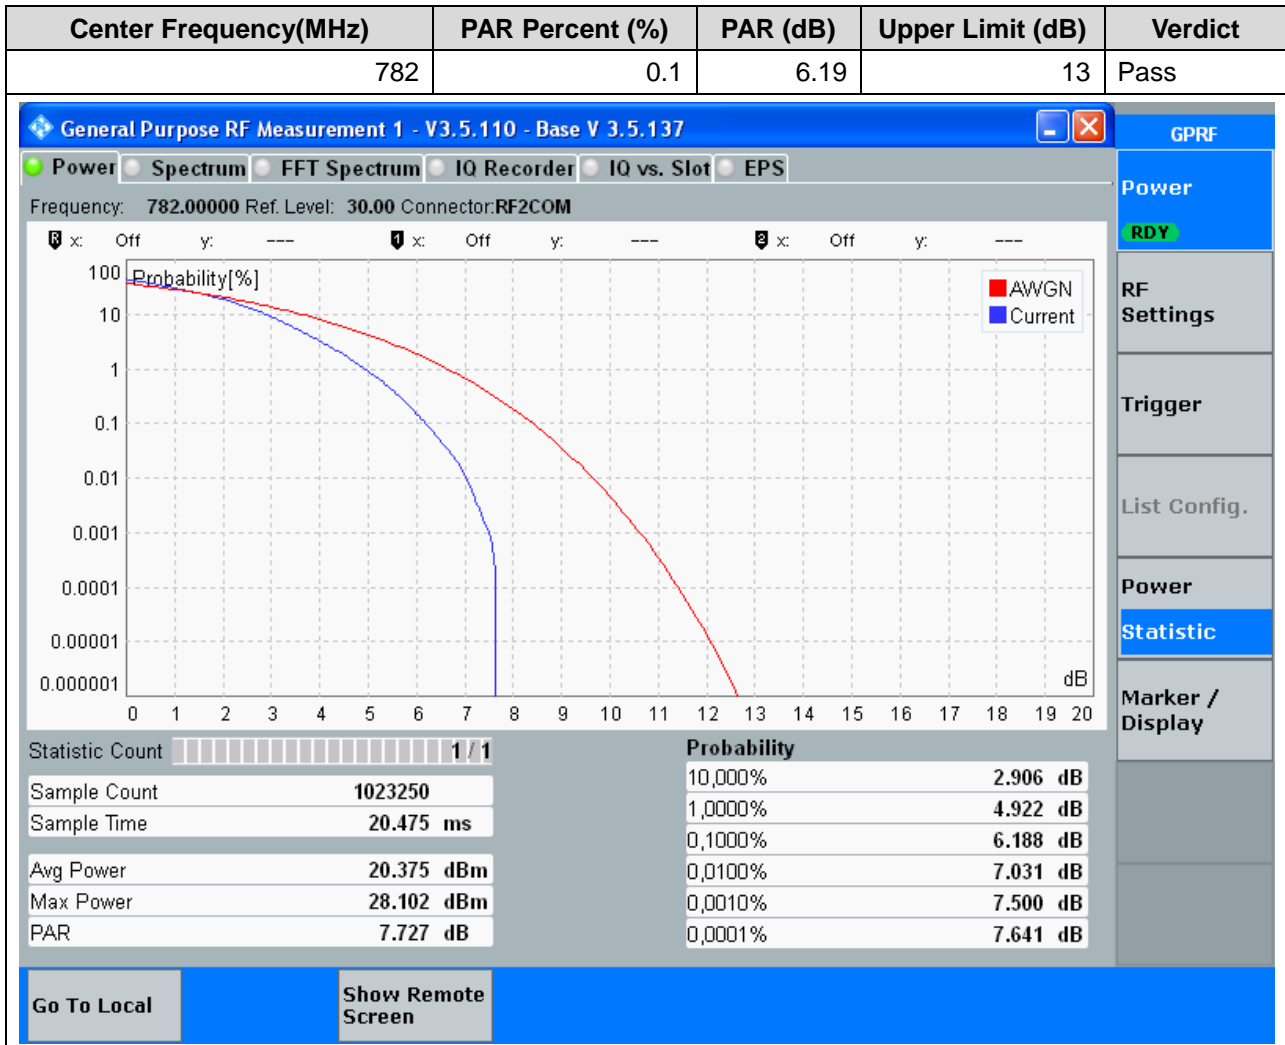 Center Frequency(MHz) PAR Percent (%) PAR (dB) Upper Limit (dB) Verdict
782 0.1 6.19 13 Pass
General Purpose RF Measurement 1 - V3.5.110 - Base V 3.5.137
GPRF
Power Spectrum FFT Spectrum IQ Recorder IQ vs. Slot EPS
Frequency: 782.00000 Ref. Level: 30.00 Connector:RF2COM
R x: Off y: --- 1 x: Off y: --- 2 x: Off y: ---
Probability[%]
100
10
1
0.1
0.01
0.001
0.0001
0.00001
0.000001
AWGN
Current
dB
0 1 2 3 4 5 6 7 8 9 10 11 12 13 14 15 16 17 18 19 20
Statistic Count 1 / 1
Sample Count 1023250
Sample Time 20.475 ms
Avg Power 20.375 dBm
Max Power 28.102 dBm
PAR 7.727 dB
Probability
10,000% 2.906 dB
1,0000% 4.922 dB
0,1000% 6.188 dB
0,0100% 7.031 dB
0,0010% 7.500 dB
0,0001% 7.641 dB
Power
RDY
RF
Settings
Trigger
List Config.
Power
Statistic
Marker /
Display
Go To Local
Show Remote
Screen